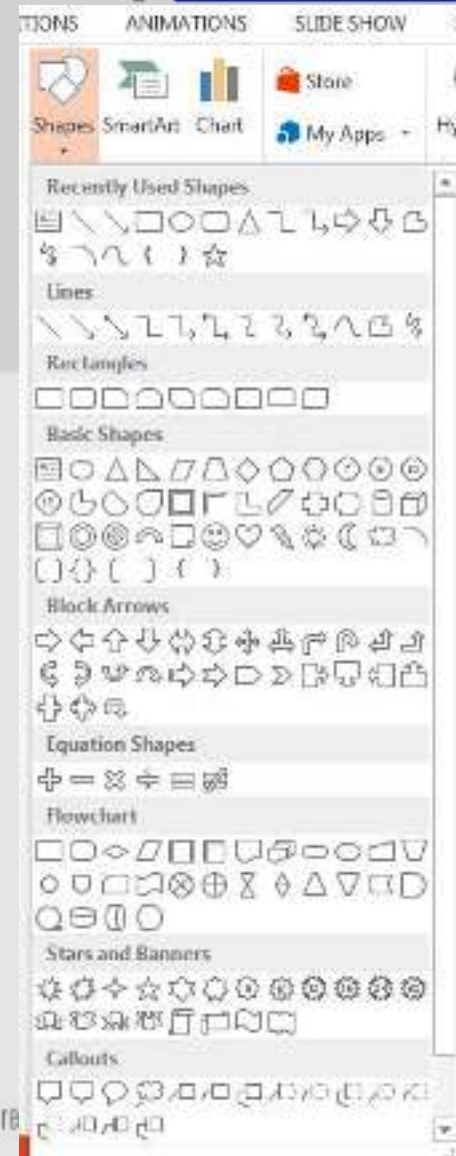 TIONS ANIMATIONS SLIDE SHOW
Store
Shapes SmartArt Chart
My Apps
Recently Used Shapes
Lines
Rectangles
Basic Shapes
Block Arrows
Equation Shapes
Flowchart
Stars and Banners
Callouts
re